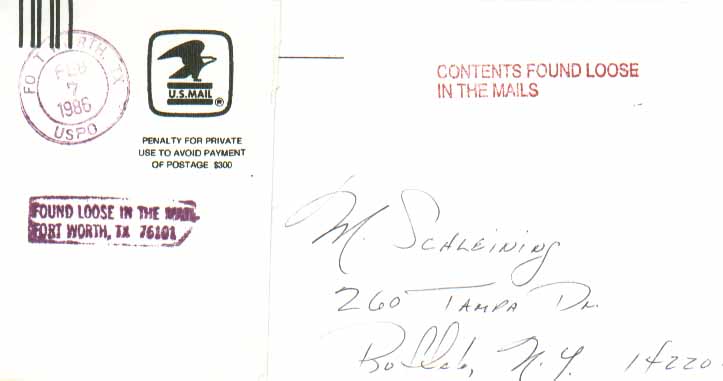 FORT WORTH, TX
FEB
7
1986
USPO
U.S.MAIL
®
PENALTY FOR PRIVATE
USE TO AVOID PAYMENT
OF POSTAGE $300
FOUND LOOSE IN THE MAIL
FORT WORTH, TX 76101
CONTENTS FOUND LOOSE
IN THE MAILS
M. Schleining
260 Tampa Dr.
Buffalo, N.Y. 14220